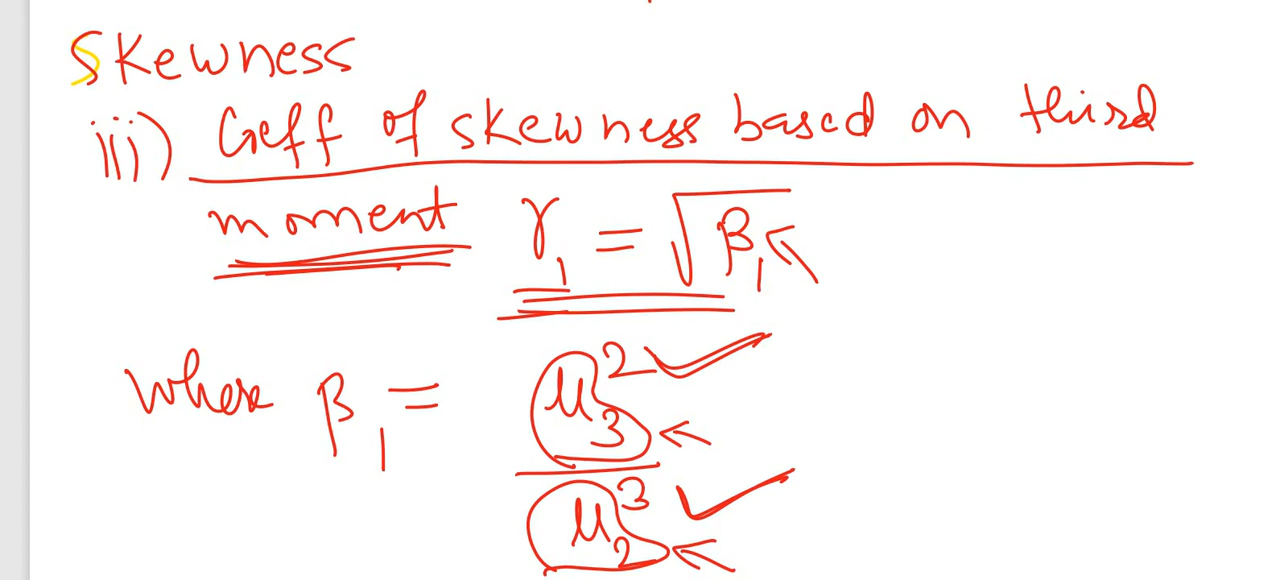 Skewness
iii) Coeff of skewness based on third
moment γ₁ = √β₁
where β₁ = μ₃² / μ₂³